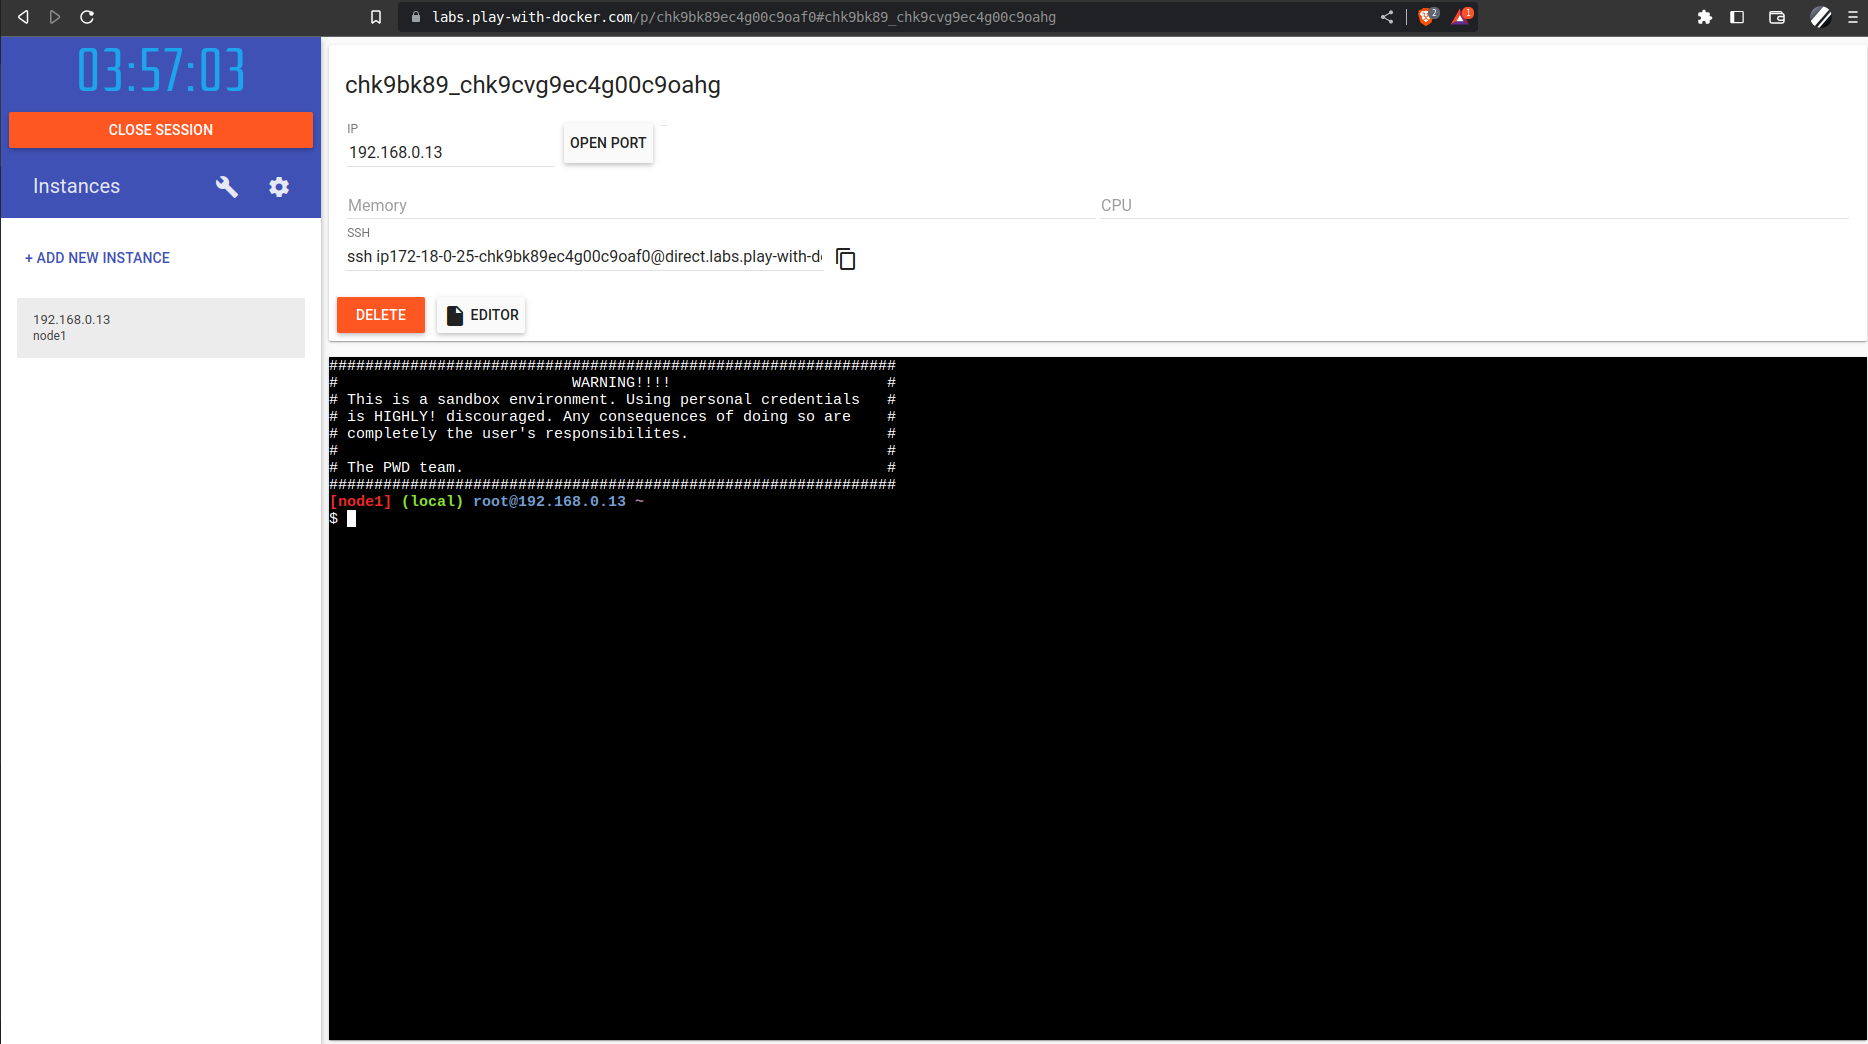 labs.play-with-docker.com/p/chk9bk89ec4g00c9oaf0#chk9bk89_chk9cvg9ec4g00c9oahg
2
1
03:57:03
CLOSE SESSION
Instances
+ ADD NEW INSTANCE
192.168.0.13
node1
chk9bk89_chk9cvg9ec4g00c9oahg
IP
192.168.0.13
OPEN PORT
Memory
CPU
SSH
ssh ip172-18-0-25-chk9bk89ec4g00c9oaf0@direct.labs.play-with-d
DELETE
EDITOR
###############################################################
#                          WARNING!!!!                        #
# This is a sandbox environment. Using personal credentials   #
# is HIGHLY! discouraged. Any consequences of doing so are    #
# completely the user's responsibilites.                      #
#                                                             #
# The PWD team.                                               #
###############################################################
[node1] (local) root@192.168.0.13 ~
$